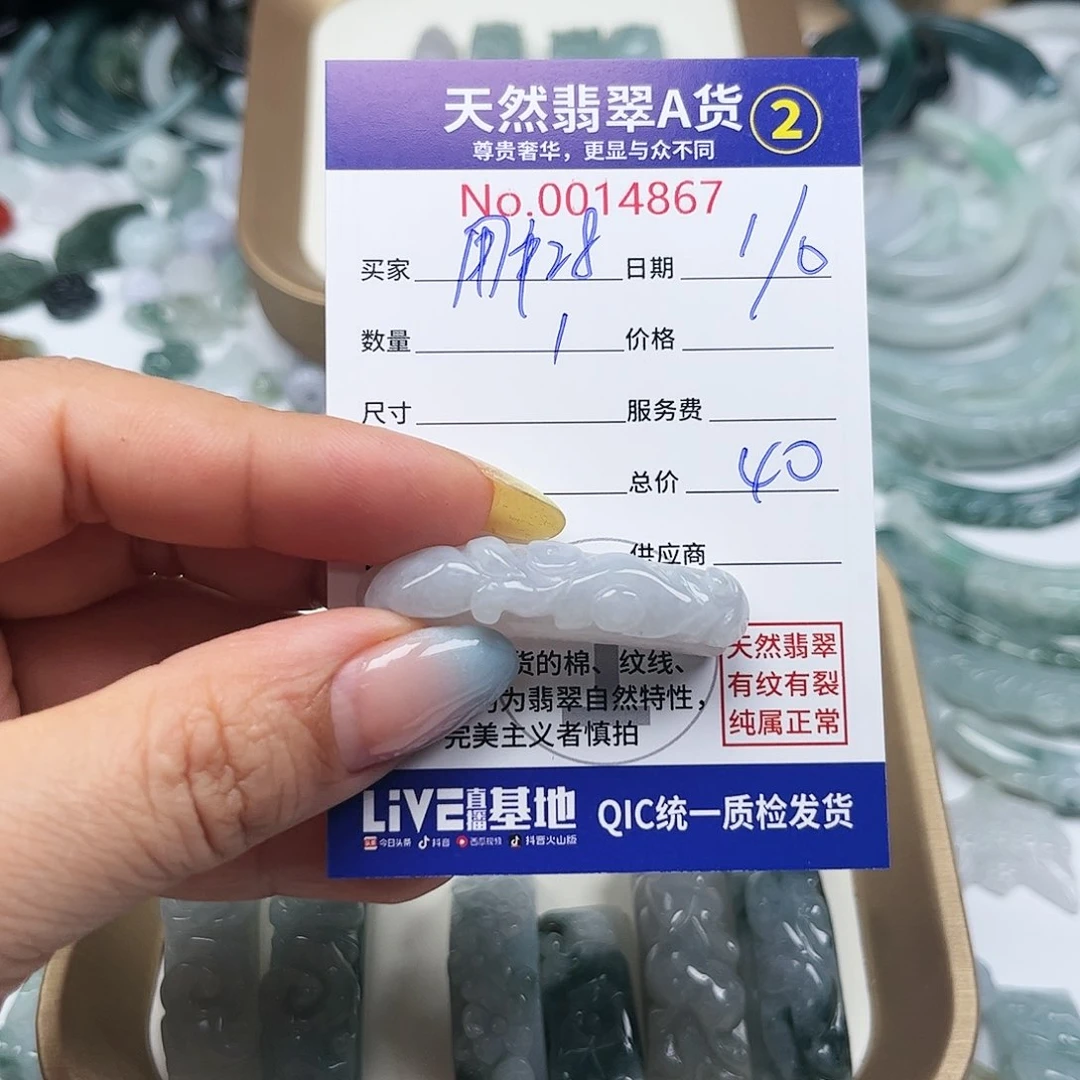 天然翡翠A货 2
尊贵奢华，更显与众不同
No.0014867
买家 用中28 日期 1/0
数量 1 价格
尺寸 服务费
总价 40
供应商
货的棉、纹线、
均为翡翠自然特性，
完美主义者慎拍
天然翡翠
有纹有裂
纯属正常
LiVE直播基地 QIC统一质检发货
今日头条 抖音 西瓜视频 抖音火山版